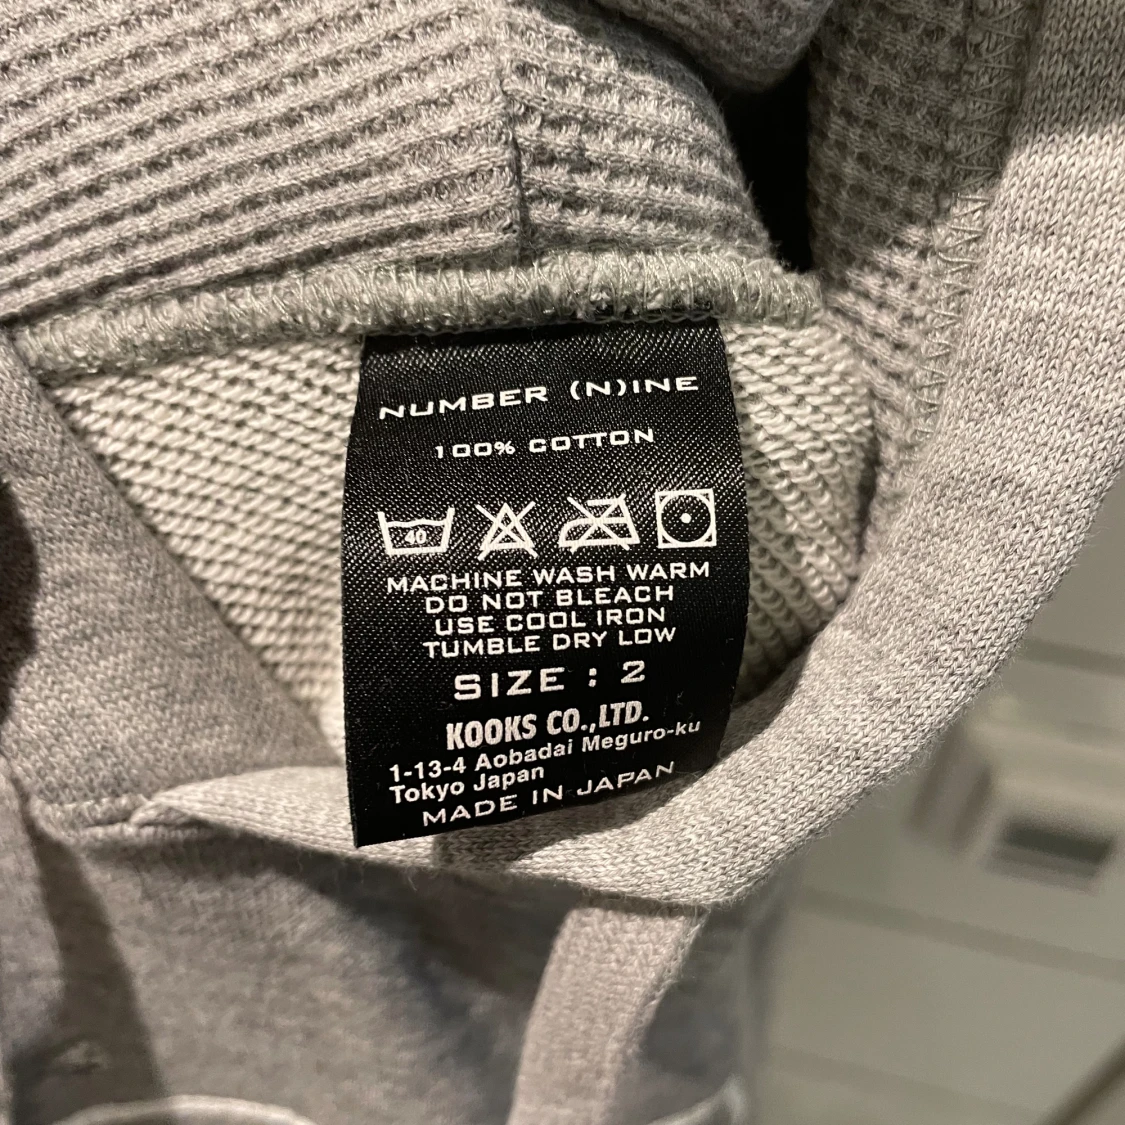 NUMBER (N)INE
100% COTTON
40
MACHINE WASH WARM
DO NOT BLEACH
USE COOL IRON
TUMBLE DRY LOW
SIZE : 2
KOOKS CO.,LTD.
1-13-4 Aobadai Meguro-ku
Tokyo Japan
MADE IN JAPAN